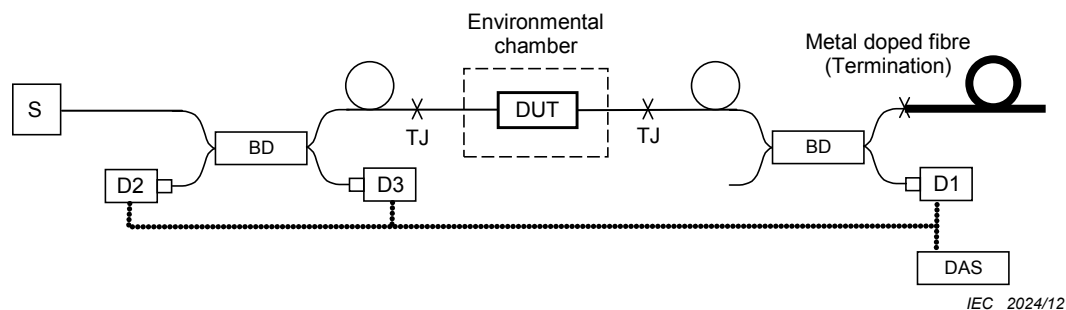 Environmental
chamber
Metal doped fibre
(Termination)
S
DUT
TJ
TJ
BD
BD
D2
D3
D1
DAS
IEC 2024/12